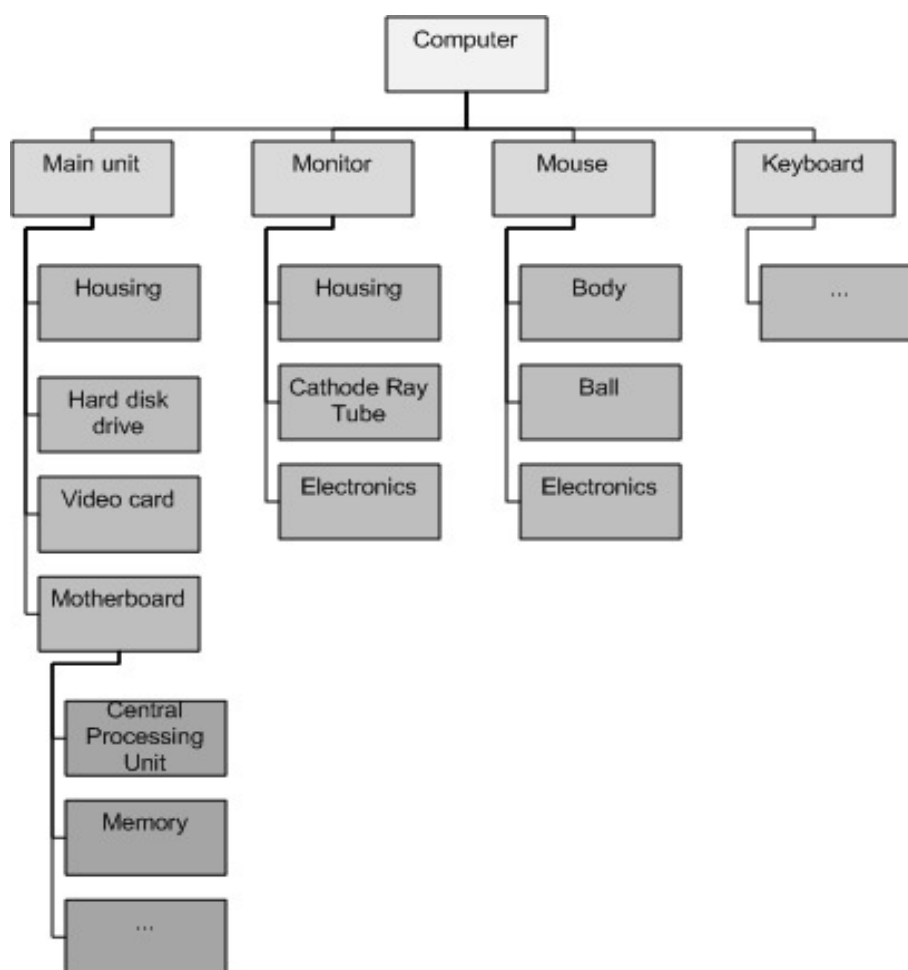 Computer
Main unit
Monitor
Mouse
Keyboard
Housing
Hard disk
drive
Video card
Motherboard
Central
Processing
Unit
Memory
...
Housing
Cathode Ray
Tube
Electronics
Body
Ball
Electronics
...